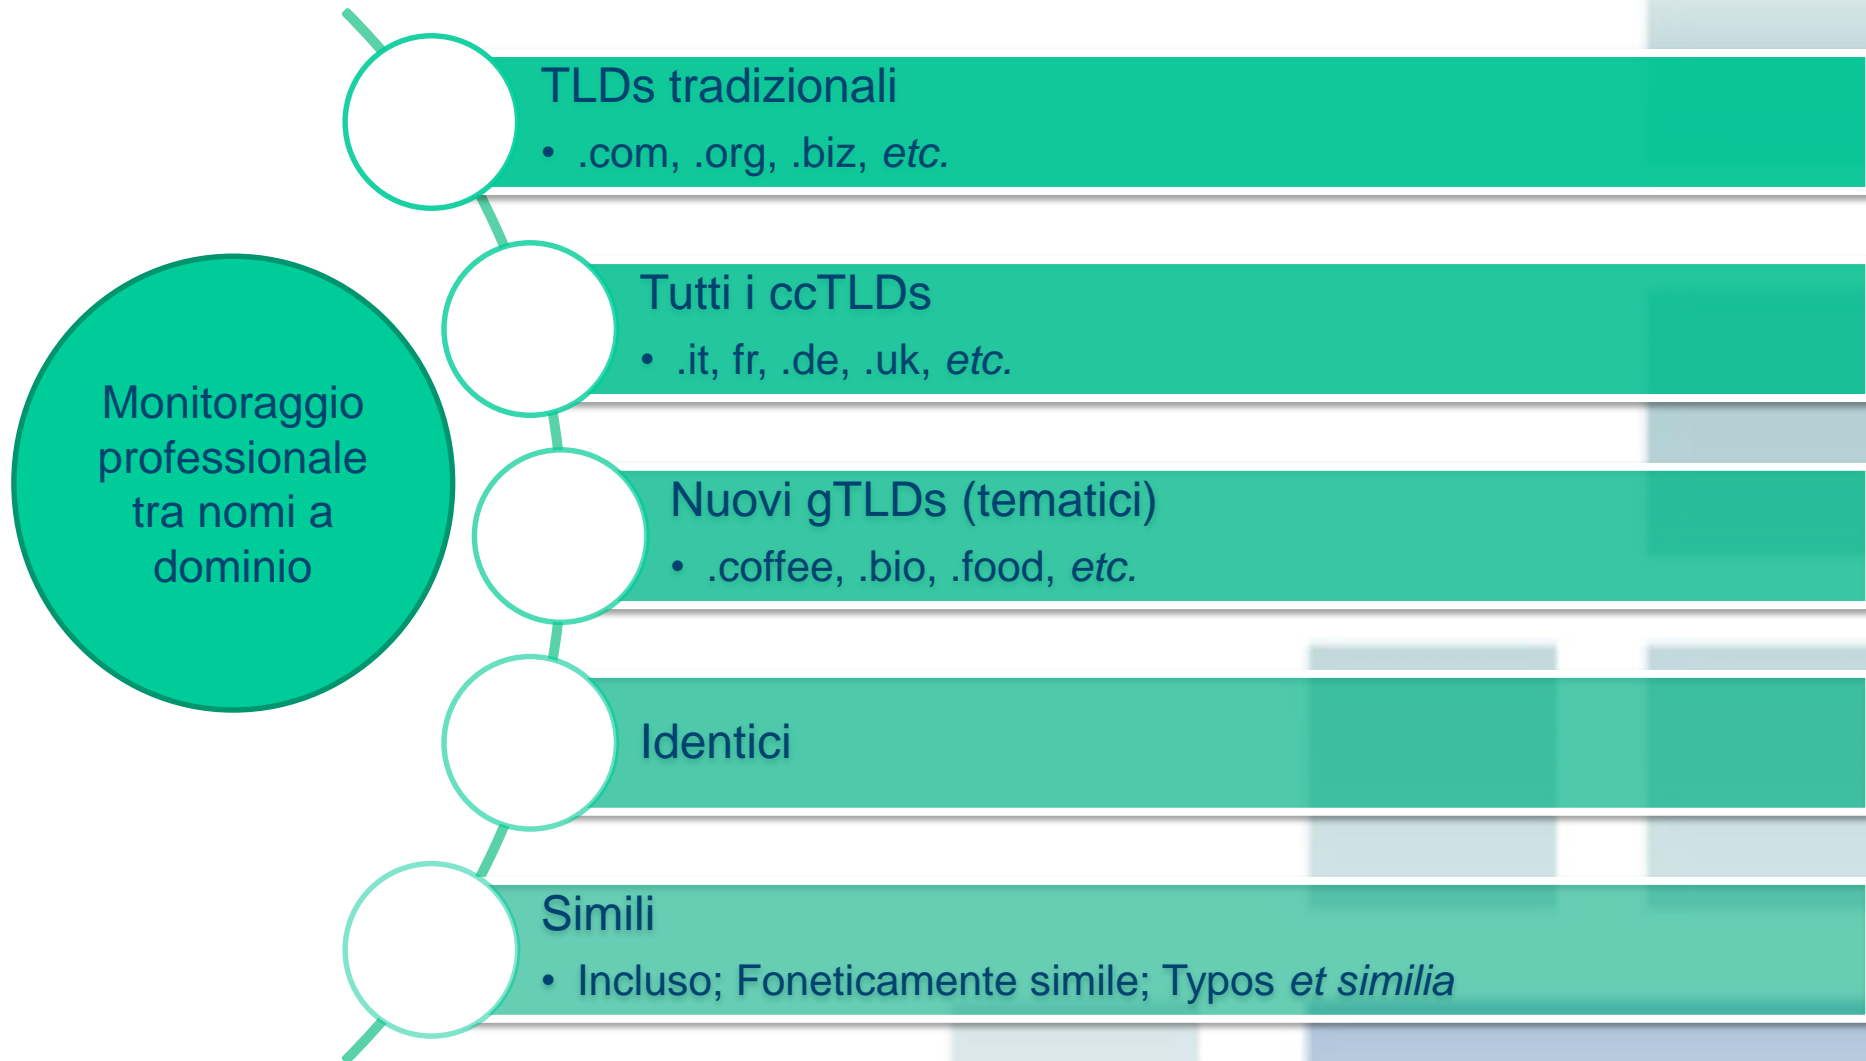 Monitoraggio
professionale
tra nomi a
dominio
TLDs tradizionali
• .com, .org, .biz, etc.
Tutti i ccTLDs
• .it, fr, .de, .uk, etc.
Nuovi gTLDs (tematici)
• .coffee, .bio, .food, etc.
Identici
Simili
• Incluso; Foneticamente simile; Typos et similia